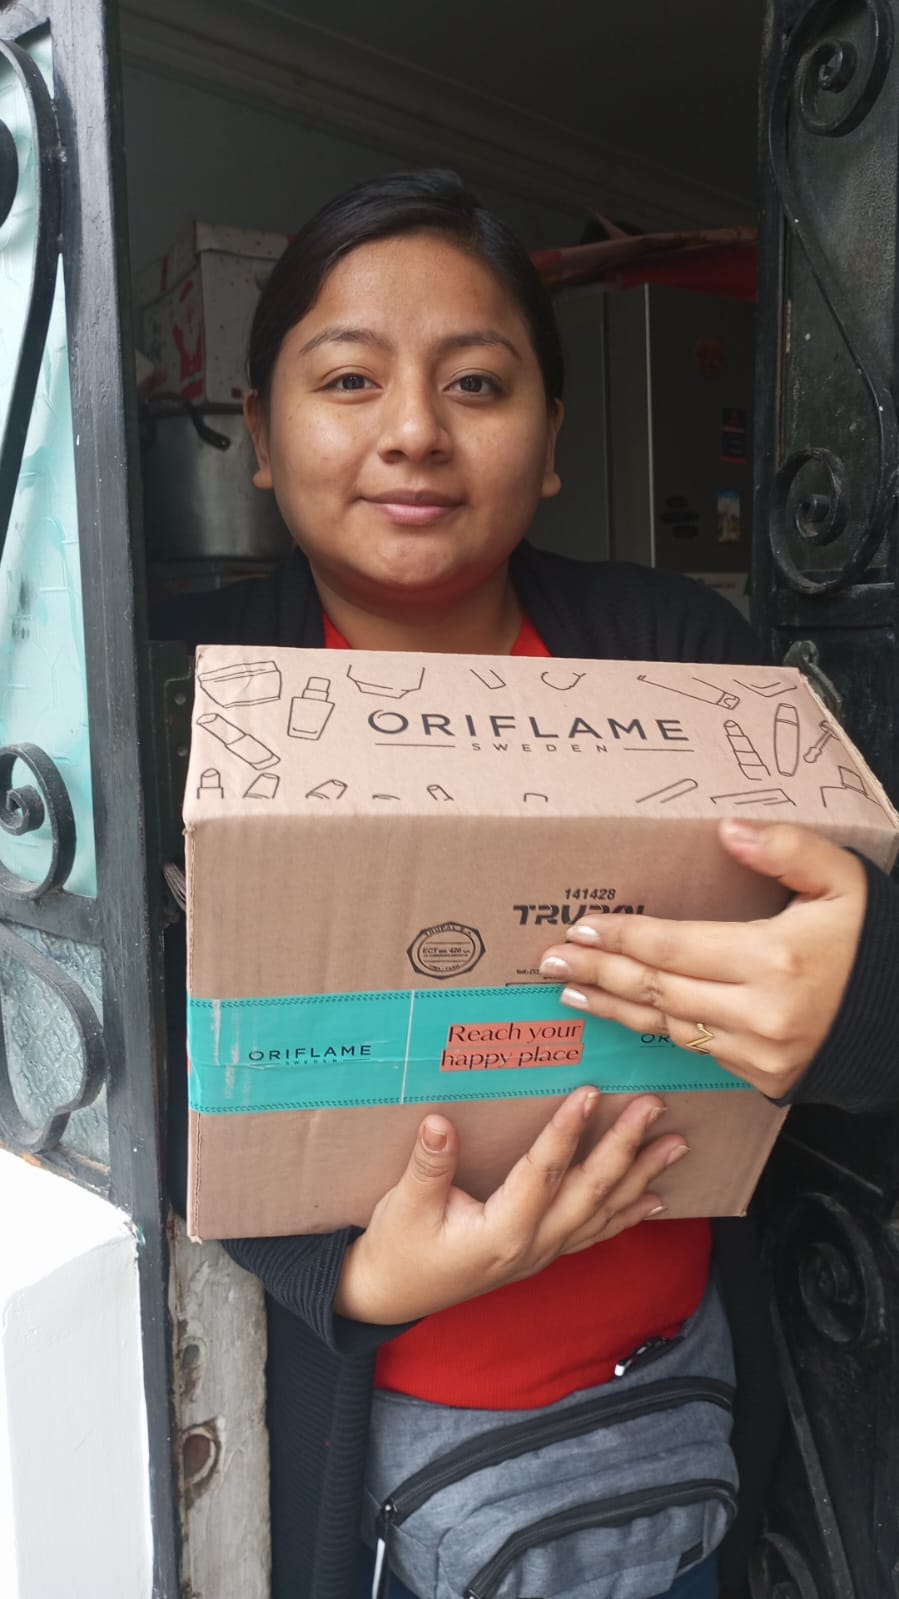 ORIFLAME
SWEDEN
141428
ORIFLAME
SWEDEN
Reach your
happy place